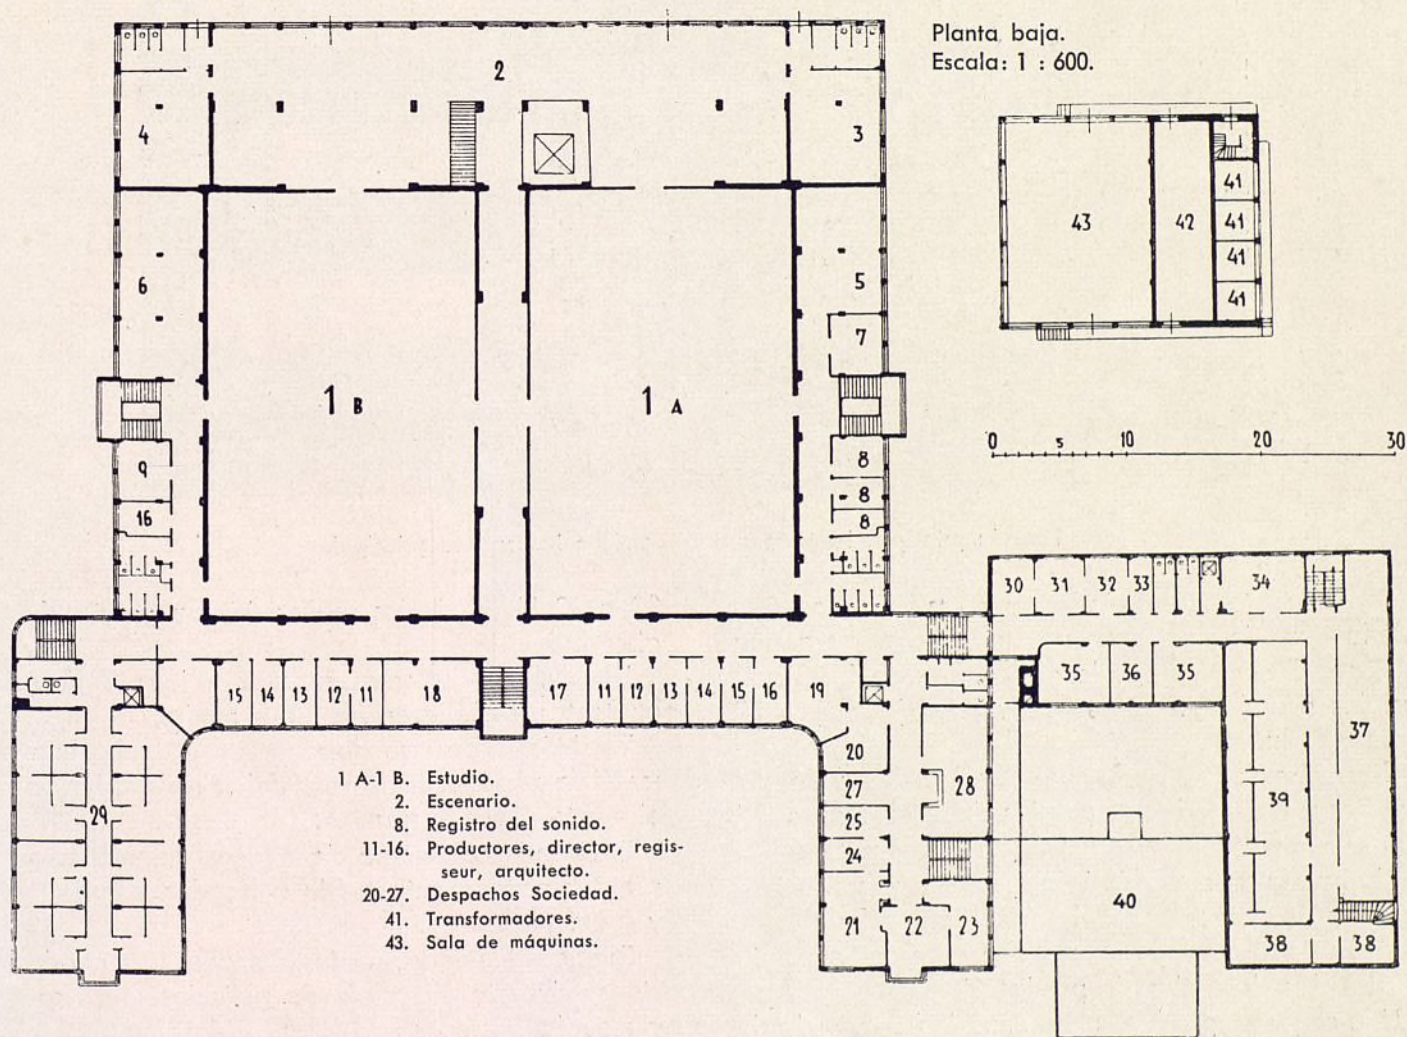 Planta baja.
Escala: 1 : 600.
2
4
3
41
43
42
41
6
5
41
41
7
1 B
1 A
0 5 10 20 30
9
8
16
8
8
30 31 32 33 34
35 36 35
15 14 13 12 11 18 17 11 12 13 14 15 16 19
37
20
28
27
29
39
25
24
40
21 22 23
38 38
1 A-1 B. Estudio.
2. Escenario.
8. Registro del sonido.
11-16. Productores, director, regis-
seur, arquitecto.
20-27. Despachos Sociedad.
41. Transformadores.
43. Sala de máquinas.